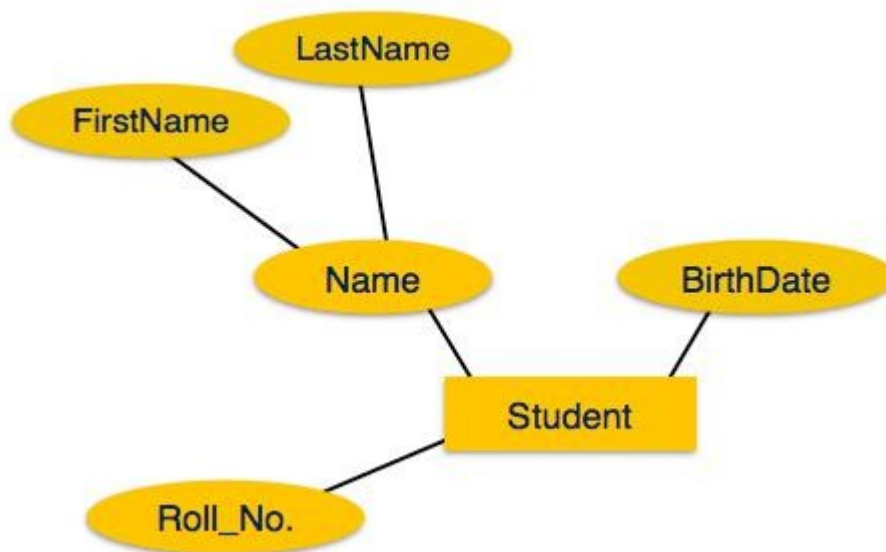 LastName
FirstName
Name
BirthDate
Student
Roll_No.